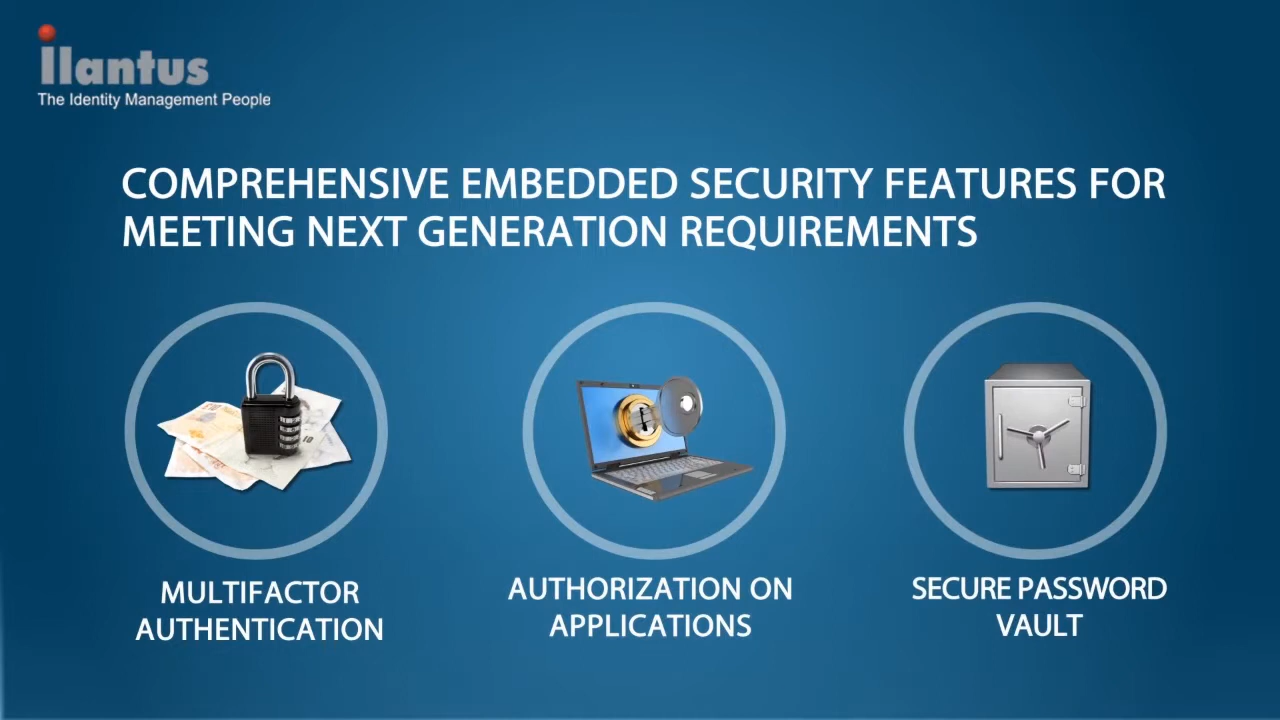 ilantus
The Identity Management People
COMPREHENSIVE EMBEDDED SECURITY FEATURES FOR
MEETING NEXT GENERATION REQUIREMENTS
MULTIFACTOR
AUTHENTICATION
AUTHORIZATION ON
APPLICATIONS
SECURE PASSWORD
VAULT